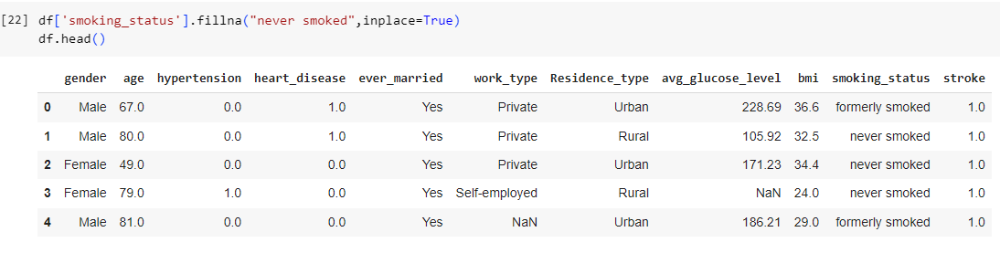 [22] df['smoking_status'].fillna("never smoked",inplace=True)
df.head()
gender age hypertension heart_disease ever_married work_type Residence_type avg_glucose_level bmi smoking_status stroke
0 Male 67.0 0.0 1.0 Yes Private Urban 228.69 36.6 formerly smoked 1.0
1 Male 80.0 0.0 1.0 Yes Private Rural 105.92 32.5 never smoked 1.0
2 Female 49.0 0.0 0.0 Yes Private Urban 171.23 34.4 never smoked 1.0
3 Female 79.0 1.0 0.0 Yes Self-employed Rural NaN 24.0 never smoked 1.0
4 Male 81.0 0.0 0.0 Yes NaN Urban 186.21 29.0 formerly smoked 1.0